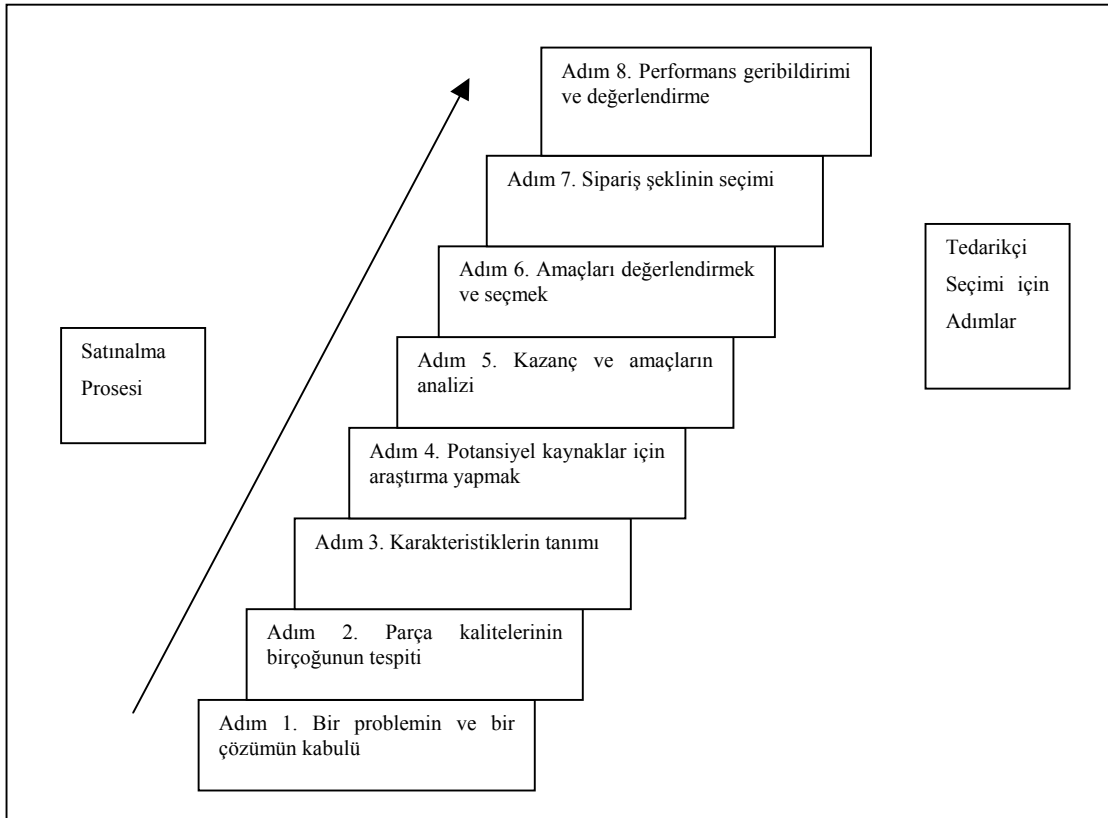 Adım 8. Performans geribildirimi
ve değerlendirme
Adım 7. Sipariş şeklinin seçimi
Adım 6. Amaçları değerlendirmek
ve seçmek
Tedarikçi
Seçimi için
Adımlar
Satınalma
Prosesi
Adım 5. Kazanç ve amaçların
analizi
Adım 4. Potansiyel kaynaklar için
araştırma yapmak
Adım 3. Karakteristiklerin tanımı
Adım 2. Parça kalitelerinin
birçoğunun tespiti
Adım 1. Bir problemin ve bir
çözümün kabulü